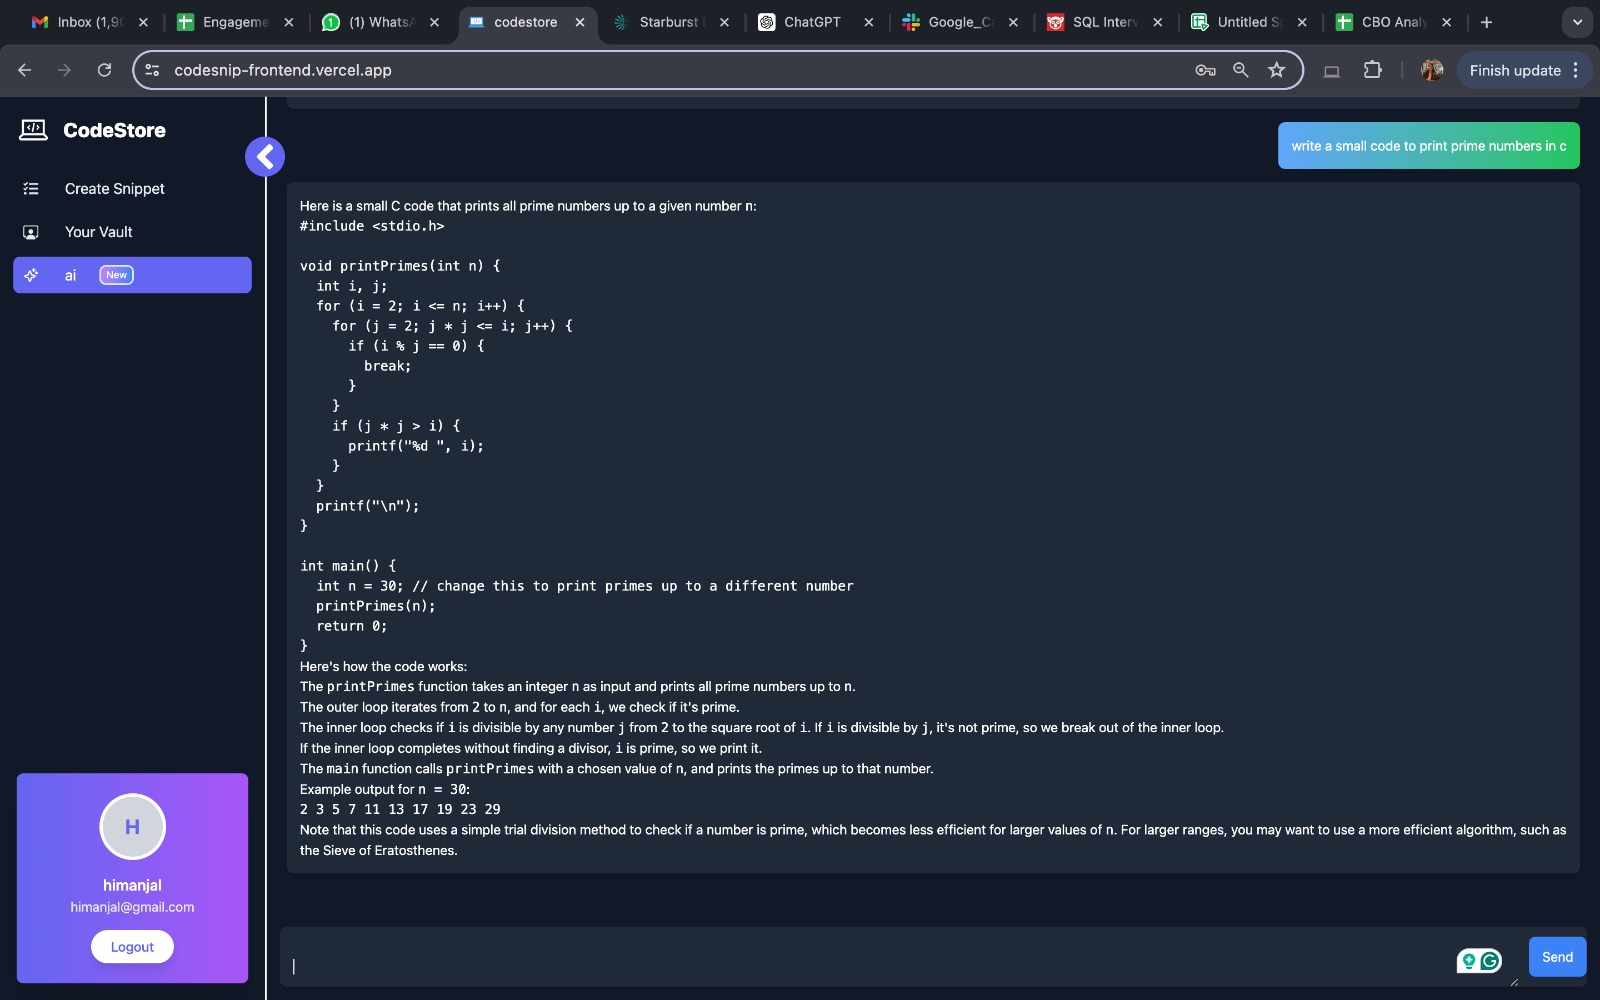 Inbox (1,90
Engageme
(1) WhatsA
codestore
Starburst
ChatGPT
Google_C
SQL Interv
Untitled S
CBO Analy
codesnip-frontend.vercel.app
Finish update
CodeStore
Create Snippet
Your Vault
ai New
write a small code to print prime numbers in c
Here is a small C code that prints all prime numbers up to a given number n:
#include <stdio.h>
void printPrimes(int n) {
  int i, j;
  for (i = 2; i <= n; i++) {
    for (j = 2; j * j <= i; j++) {
      if (i % j == 0) {
        break;
      }
    }
    if (j * j > i) {
      printf("%d ", i);
    }
  }
  printf("\n");
}
int main() {
  int n = 30; // change this to print primes up to a different number
  printPrimes(n);
  return 0;
}
Here's how the code works:
The printPrimes function takes an integer n as input and prints all prime numbers up to n.
The outer loop iterates from 2 to n, and for each i, we check if it's prime.
The inner loop checks if i is divisible by any number j from 2 to the square root of i. If i is divisible by j, it's not prime, so we break out of the inner loop.
If the inner loop completes without finding a divisor, i is prime, so we print it.
The main function calls printPrimes with a chosen value of n, and prints the primes up to that number.
Example output for n = 30:
2 3 5 7 11 13 17 19 23 29
Note that this code uses a simple trial division method to check if a number is prime, which becomes less efficient for larger values of n. For larger ranges, you may want to use a more efficient algorithm, such as
the Sieve of Eratosthenes.
H
himanjal
himanjal@gmail.com
Logout
Send